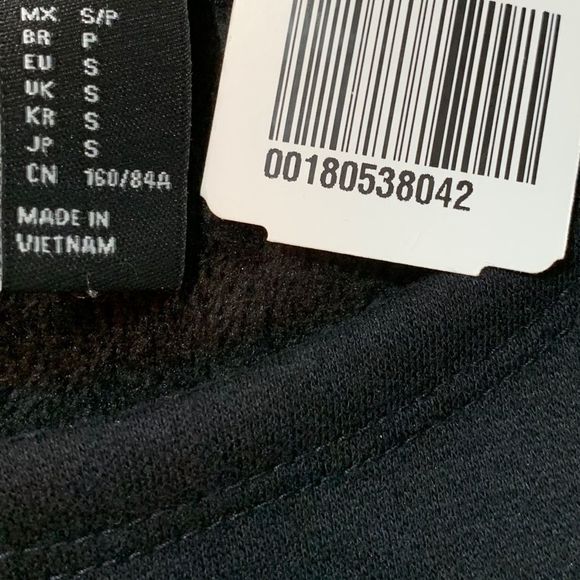 MX S/P
BR P
EU S
UK S
KR S
JP S
CN 160/84A
MADE IN
VIETNAM
00180538042